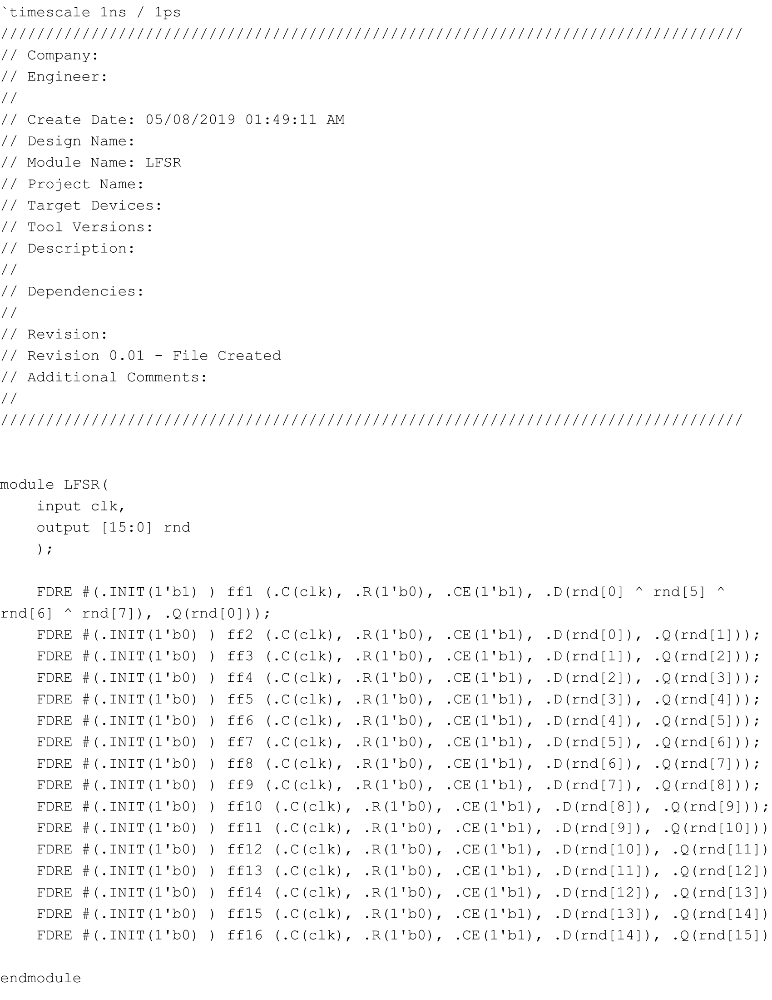 `timescale 1ns / 1ps
//////////////////////////////////////////////////////////////////////////////////
// Company:
// Engineer:
//
// Create Date: 05/08/2019 01:49:11 AM
// Design Name:
// Module Name: LFSR
// Project Name:
// Target Devices:
// Tool Versions:
// Description:
//
// Dependencies:
//
// Revision:
// Revision 0.01 - File Created
// Additional Comments:
//
//////////////////////////////////////////////////////////////////////////////////
module LFSR(
    input clk,
    output [15:0] rnd
    );
    FDRE #(.INIT(1'b1) ) ff1 (.C(clk), .R(1'b0), .CE(1'b1), .D(rnd[0] ^ rnd[5] ^
rnd[6] ^ rnd[7]), .Q(rnd[0]));
    FDRE #(.INIT(1'b0) ) ff2 (.C(clk), .R(1'b0), .CE(1'b1), .D(rnd[0]), .Q(rnd[1]));
    FDRE #(.INIT(1'b0) ) ff3 (.C(clk), .R(1'b0), .CE(1'b1), .D(rnd[1]), .Q(rnd[2]));
    FDRE #(.INIT(1'b0) ) ff4 (.C(clk), .R(1'b0), .CE(1'b1), .D(rnd[2]), .Q(rnd[3]));
    FDRE #(.INIT(1'b0) ) ff5 (.C(clk), .R(1'b0), .CE(1'b1), .D(rnd[3]), .Q(rnd[4]));
    FDRE #(.INIT(1'b0) ) ff6 (.C(clk), .R(1'b0), .CE(1'b1), .D(rnd[4]), .Q(rnd[5]));
    FDRE #(.INIT(1'b0) ) ff7 (.C(clk), .R(1'b0), .CE(1'b1), .D(rnd[5]), .Q(rnd[6]));
    FDRE #(.INIT(1'b0) ) ff8 (.C(clk), .R(1'b0), .CE(1'b1), .D(rnd[6]), .Q(rnd[7]));
    FDRE #(.INIT(1'b0) ) ff9 (.C(clk), .R(1'b0), .CE(1'b1), .D(rnd[7]), .Q(rnd[8]));
    FDRE #(.INIT(1'b0) ) ff10 (.C(clk), .R(1'b0), .CE(1'b1), .D(rnd[8]), .Q(rnd[9]));
    FDRE #(.INIT(1'b0) ) ff11 (.C(clk), .R(1'b0), .CE(1'b1), .D(rnd[9]), .Q(rnd[10]))
    FDRE #(.INIT(1'b0) ) ff12 (.C(clk), .R(1'b0), .CE(1'b1), .D(rnd[10]), .Q(rnd[11])
    FDRE #(.INIT(1'b0) ) ff13 (.C(clk), .R(1'b0), .CE(1'b1), .D(rnd[11]), .Q(rnd[12])
    FDRE #(.INIT(1'b0) ) ff14 (.C(clk), .R(1'b0), .CE(1'b1), .D(rnd[12]), .Q(rnd[13])
    FDRE #(.INIT(1'b0) ) ff15 (.C(clk), .R(1'b0), .CE(1'b1), .D(rnd[13]), .Q(rnd[14])
    FDRE #(.INIT(1'b0) ) ff16 (.C(clk), .R(1'b0), .CE(1'b1), .D(rnd[14]), .Q(rnd[15])
endmodule